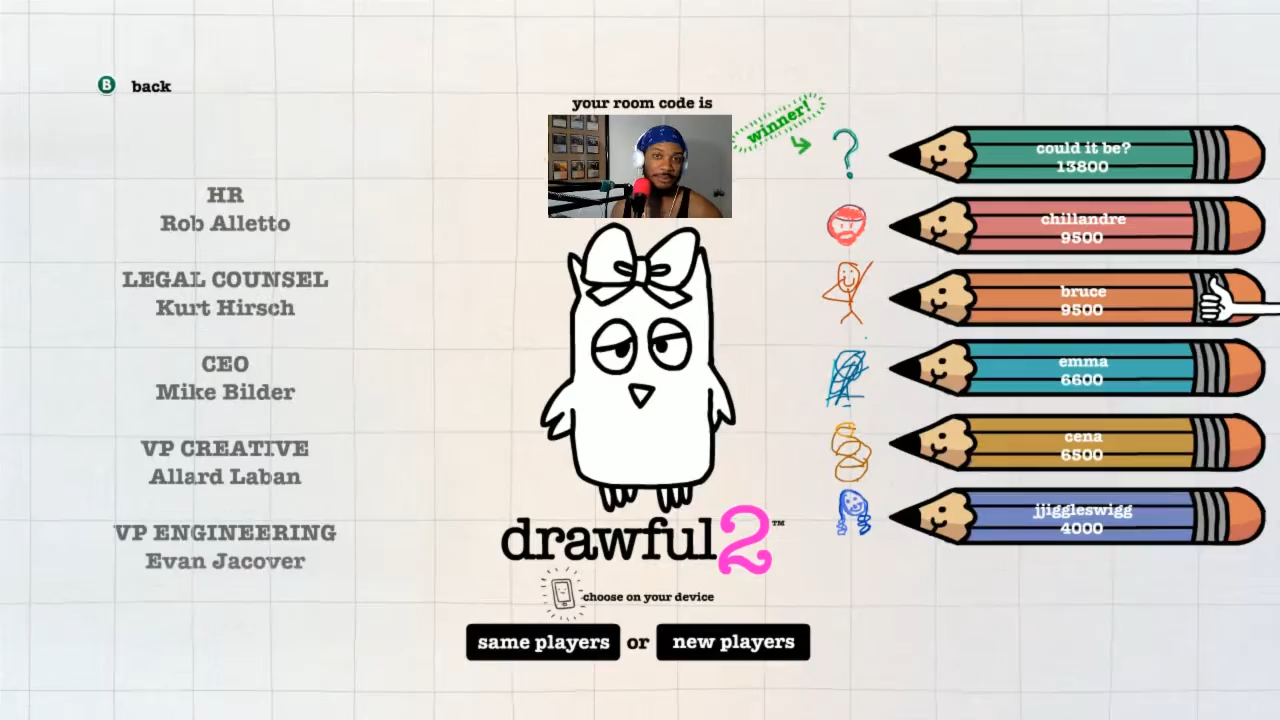 B back
your room code is
winner!
?
HR
Rob Alletto
LEGAL COUNSEL
Kurt Hirsch
CEO
Mike Bilder
VP CREATIVE
Allard Laban
VP ENGINEERING
Evan Jacover
drawful 2™
choose on your device
same players or new players
could it be?
13800
chillandre
9500
bruce
9500
emma
6600
cena
6500
jjiggleswigg
4000